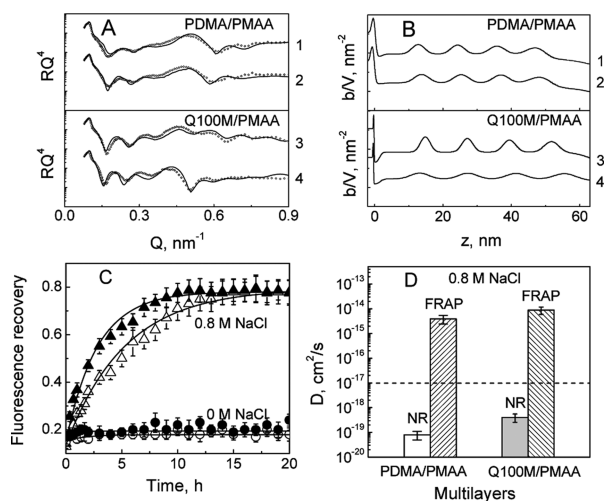 A
PDMA/PMAA
RQ⁴
1
2
Q100M/PMAA
RQ⁴
3
4
0.0 0.3 0.6 0.9
Q, nm⁻¹
B
PDMA/PMAA
b/V, nm⁻²
1
2
Q100M/PMAA
b/V, nm⁻²
3
4
0 20 40 60
z, nm
C
Fluorescence recovery
0.8
0.6
0.4
0.2
0.8 M NaCl
0 M NaCl
0 5 10 15 20
Time, h
D
0.8 M NaCl
D, cm²/s
10⁻¹³
10⁻¹⁴
10⁻¹⁵
10⁻¹⁶
10⁻¹⁷
10⁻¹⁸
10⁻¹⁹
10⁻²⁰
FRAP
FRAP
NR
NR
PDMA/PMAA Q100M/PMAA
Multilayers